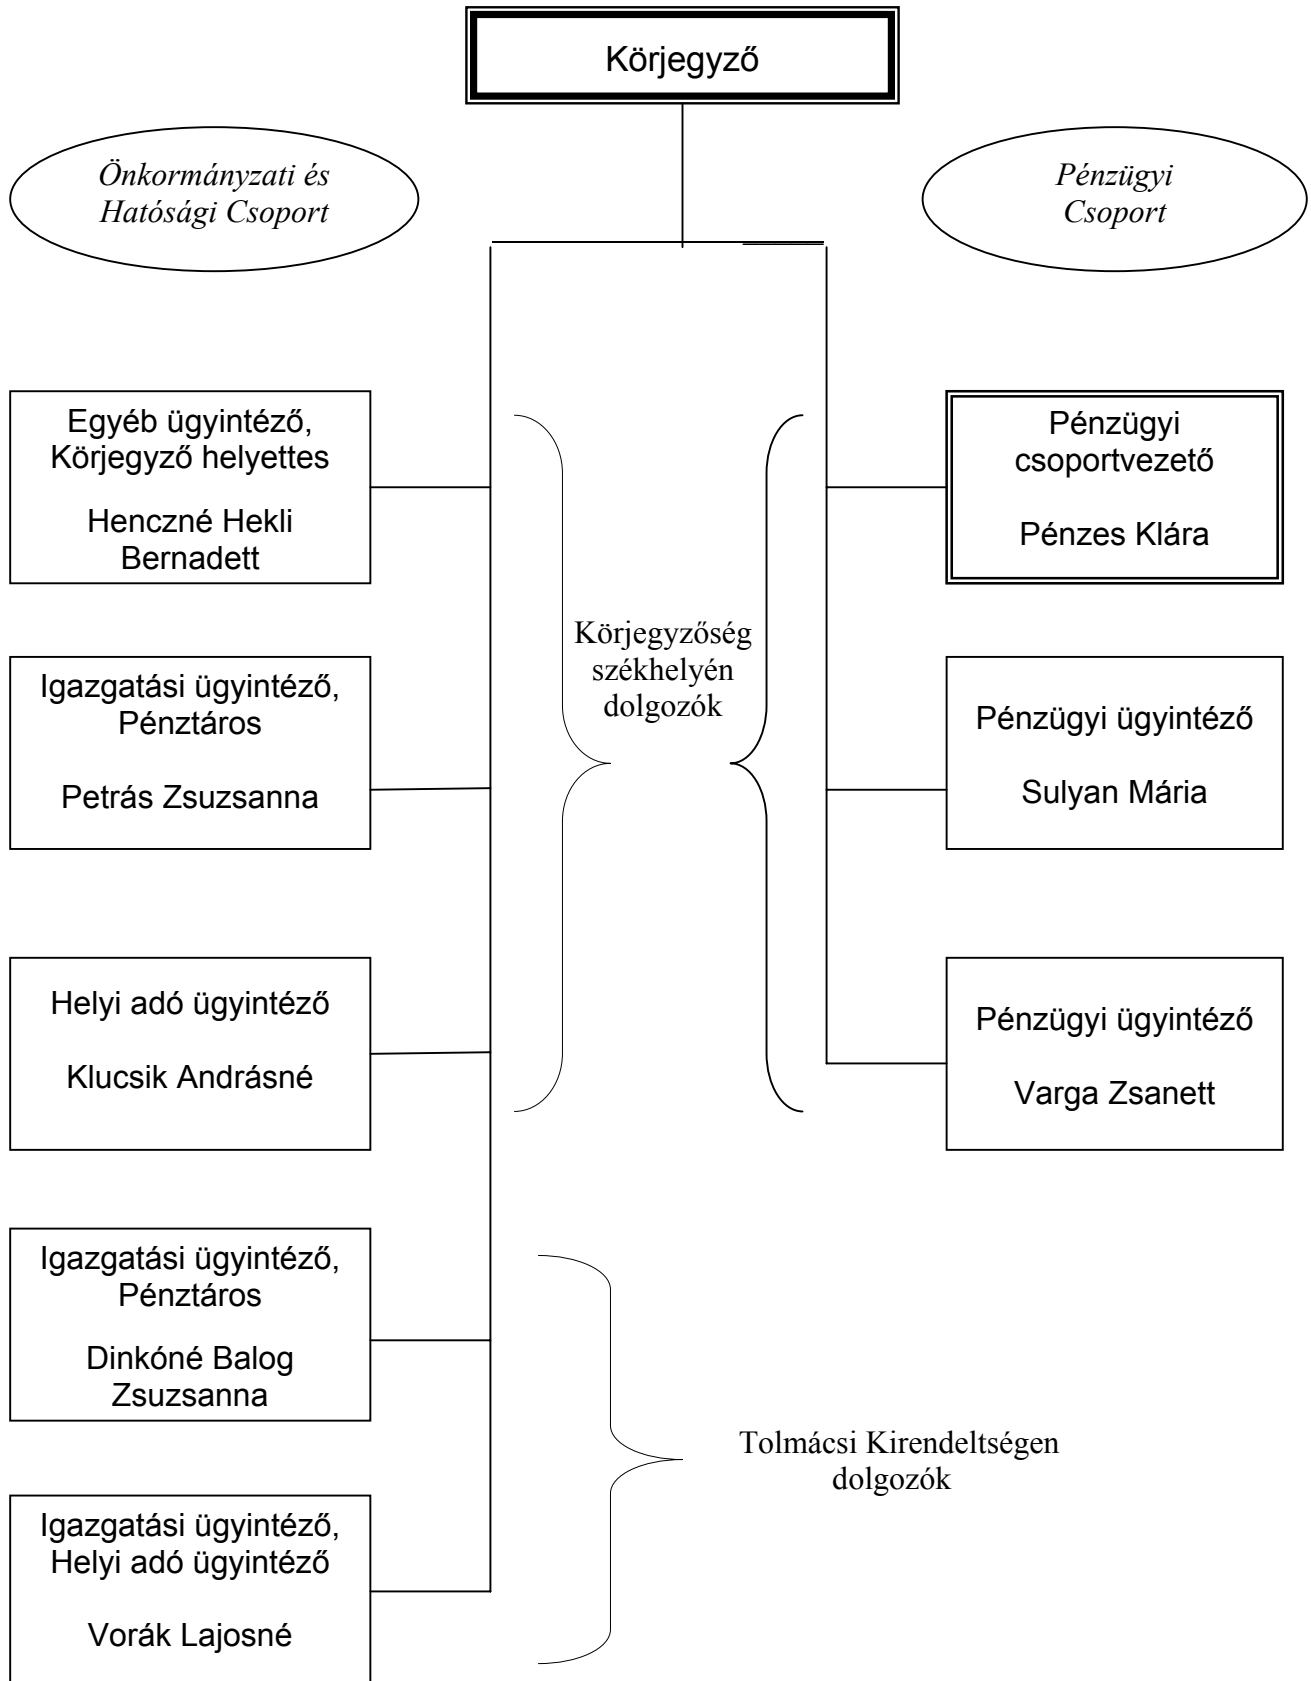 Körjegyző
Önkormányzati és
Hatósági Csoport
Pénzügyi
Csoport
Egyéb ügyintéző,
Körjegyző helyettes
Henczné Hekli
Bernadett
Pénzügyi
csoportvezető
Pénzes Klára
Körjegyzőség
székhelyén
dolgozók
Igazgatási ügyintéző,
Pénztáros
Petrás Zsuzsanna
Pénzügyi ügyintéző
Sulyan Mária
Helyi adó ügyintéző
Klucsik Andrásné
Pénzügyi ügyintéző
Varga Zsanett
Igazgatási ügyintéző,
Pénztáros
Dinkóné Balog
Zsuzsanna
Tolmácsi Kirendeltségen
dolgozók
Igazgatási ügyintéző,
Helyi adó ügyintéző
Vorák Lajosné